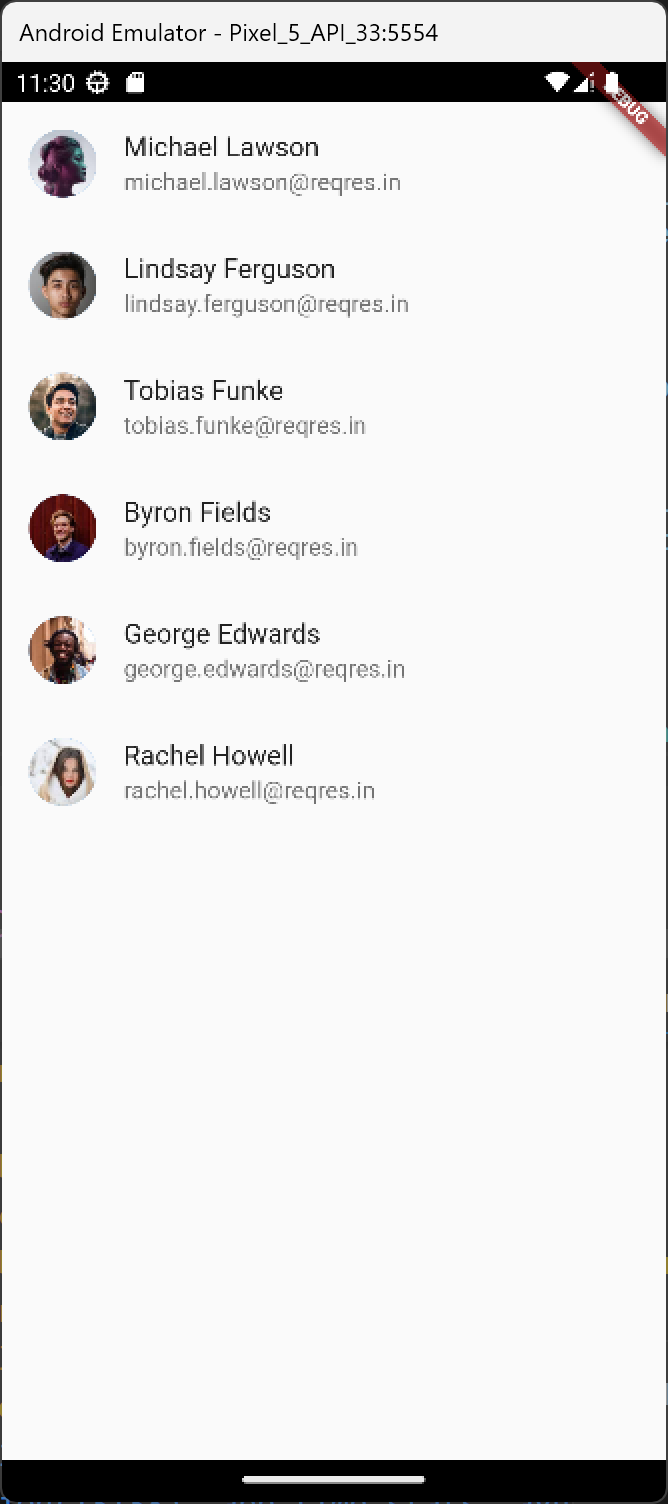 Android Emulator - Pixel_5_API_33:5554
11:30
DEBUG
Michael Lawson
michael.lawson@reqres.in
Lindsay Ferguson
lindsay.ferguson@reqres.in
Tobias Funke
tobias.funke@reqres.in
Byron Fields
byron.fields@reqres.in
George Edwards
george.edwards@reqres.in
Rachel Howell
rachel.howell@reqres.in